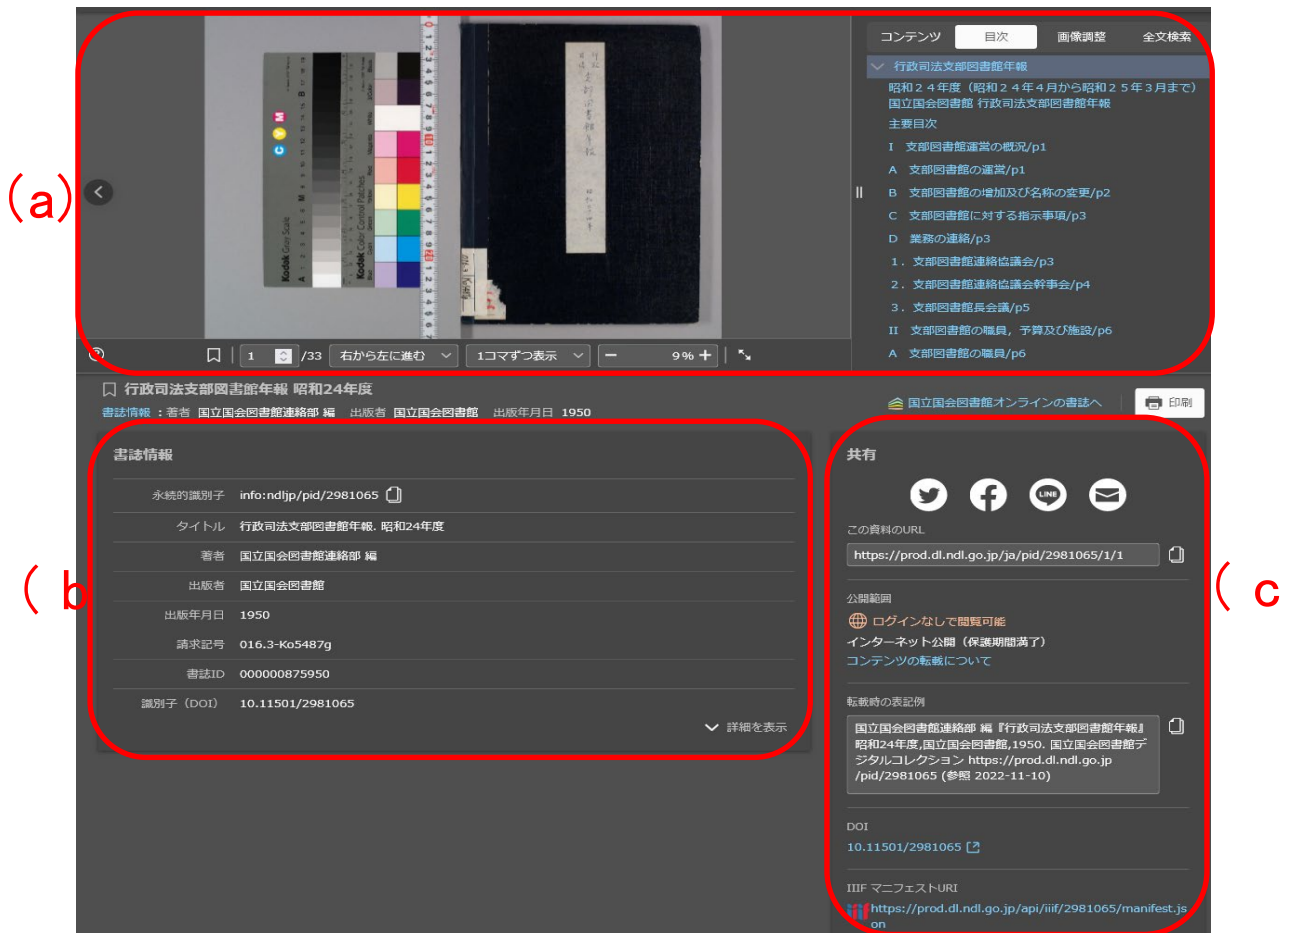 (a)
コンテンツ 目次 画像調整 全文検索
行政司法支部図書館年報
昭和２４年度（昭和２４年４月から昭和２５年３月まで）
国立国会図書館 行政司法支部図書館年報
主要目次
I 支部図書館運営の概況/p1
A 支部図書館の運営/p1
B 支部図書館の増加及び名称の変更/p2
C 支部図書館に対する指示事項/p3
D 業務の連絡/p3
１．支部図書館連絡協議会/p3
２．支部図書館連絡協議会幹事会/p4
３．支部図書館長会議/p5
II 支部図書館の職員，予算及び施設/p6
A 支部図書館の職員/p6
Kodak Gray Scale
Kodak Color Control Patches
C Y M
1 /33 右から左に進む 1コマずつ表示 9%
行政司法支部図書館年報 昭和24年度
書誌情報 ：著者 国立国会図書館連絡部 編 出版者 国立国会図書館 出版年月日 1950
国立国会図書館オンラインの書誌へ 印刷
(b
書誌情報
永続的識別子 info:ndljp/pid/2981065
タイトル 行政司法支部図書館年報. 昭和24年度
著者 国立国会図書館連絡部 編
出版者 国立国会図書館
出版年月日 1950
請求記号 016.3-Ko5487g
書誌ID 000000875950
識別子（DOI） 10.11501/2981065
詳細を表示
(c
共有
LINE
この資料のURL
https://prod.dl.ndl.go.jp/ja/pid/2981065/1/1
公開範囲
ログインなしで閲覧可能
インターネット公開（保護期間満了）
コンテンツの転載について
転載時の表記例
国立国会図書館連絡部 編『行政司法支部図書館年報』
昭和24年度,国立国会図書館,1950. 国立国会図書館デ
ジタルコレクション https://prod.dl.ndl.go.jp
/pid/2981065 (参照 2022-11-10)
DOI
10.11501/2981065
IIIF マニフェストURI
https://prod.dl.ndl.go.jp/api/iiif/2981065/manifest.js
on